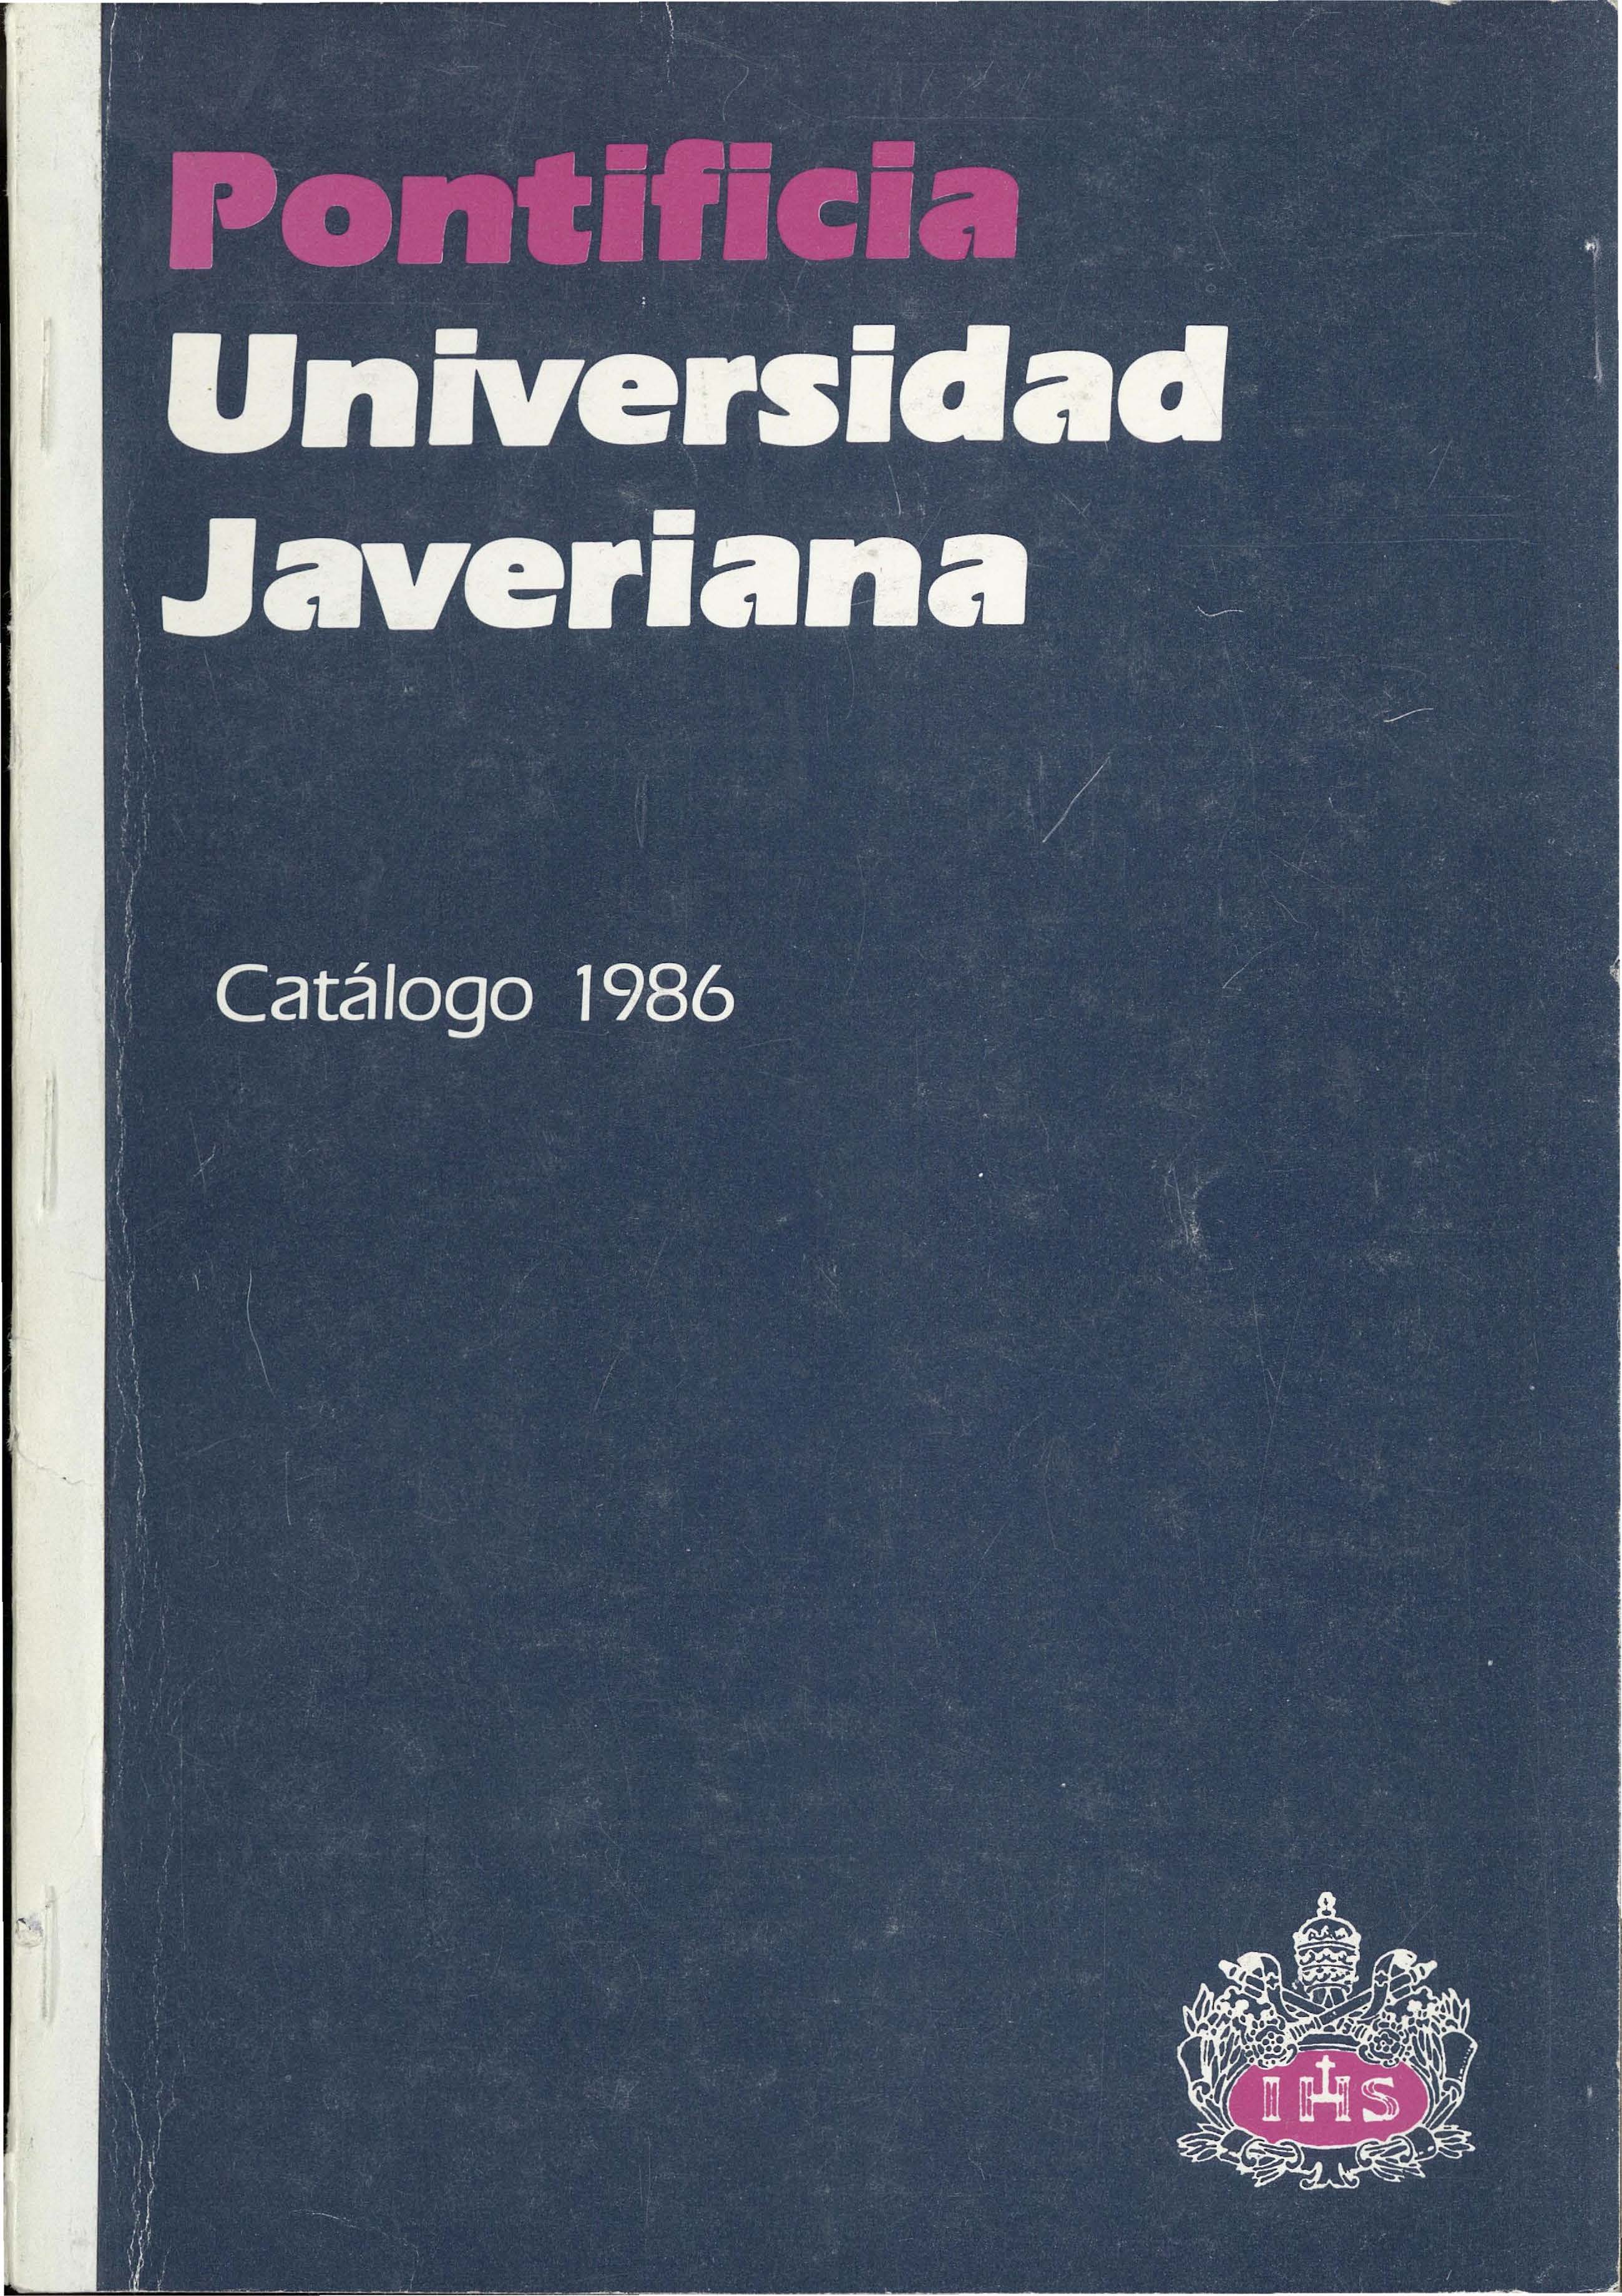 Pontificia
Universidad
Javeriana
Catálogo 1986
IHS